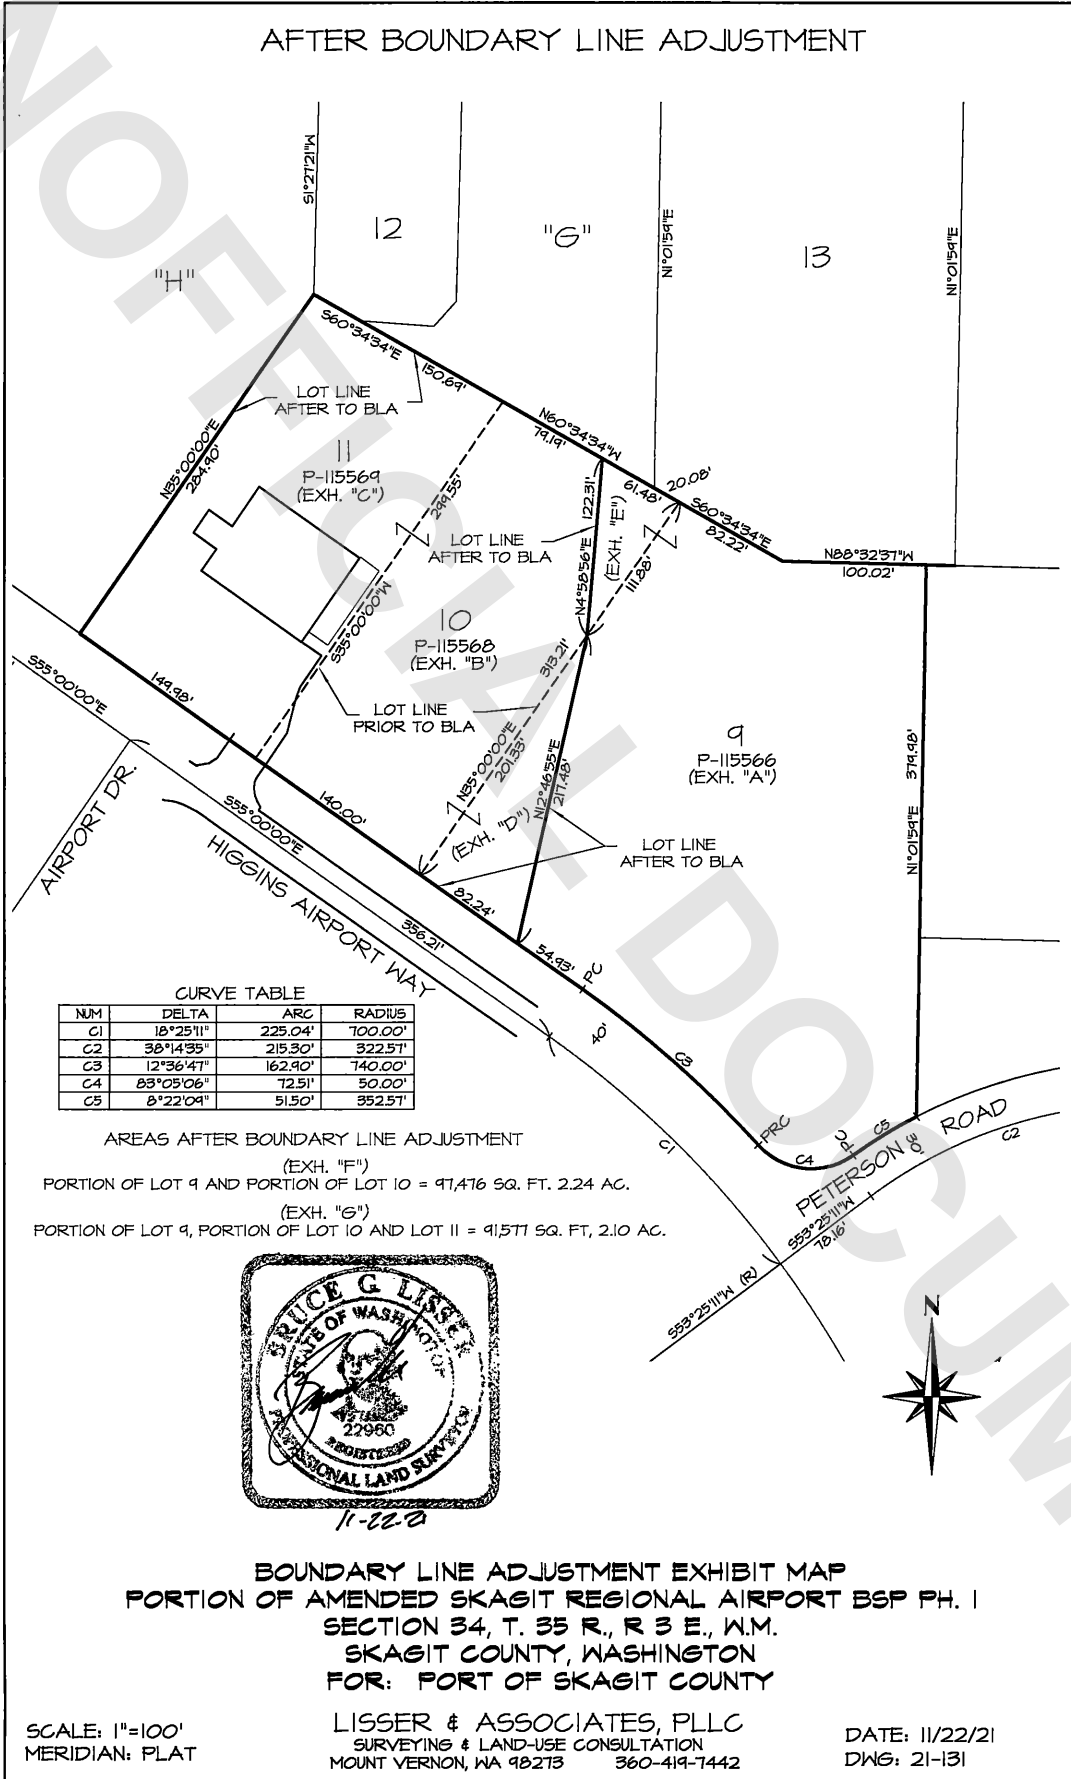 AFTER BOUNDARY LINE ADJUSTMENT
UNOFFICIAL DOCUMENT
S1°27'21"W
12
"G"
N1°01'59"E
13
N1°01'59"E
"H"
S60°34'34"E
150.69'
LOT LINE
AFTER TO BLA
N35°00'00"E
284.90'
11
P-115569
(EXH. "C")
N60°34'34"W
79.19'
299.55'
S35°00'00"W
61.48'
20.08'
S60°34'34"E
82.22'
122.31'
N4°58'56"E
(EXH. "E")
111.88'
LOT LINE
AFTER TO BLA
N88°32'37"W
100.02'
10
P-115568
(EXH. "B")
313.21'
S55°00'00"E
149.98'
LOT LINE
PRIOR TO BLA
N35°00'00"E
201.33'
N12°46'55"E
217.48'
(EXH. "D")
9
P-115566
(EXH. "A")
379.98'
N1°01'59"E
LOT LINE
AFTER TO BLA
AIRPORT DR.
140.00'
S55°00'00"E
HIGGINS AIRPORT WAY
82.24'
356.21'
54.93'
PC
40'
C3
CURVE TABLE
NUM DELTA ARC RADIUS
C1 18°25'11" 225.04' 700.00'
C2 38°14'35" 215.30' 322.57'
C3 12°36'47" 162.90' 740.00'
C4 83°05'06" 72.51' 50.00'
C5 8°22'09" 51.50' 352.57'
C1
PRC
C4
PC
C5
30'
PETERSON ROAD
C2
S53°25'11"W
78.16'
S53°25'11"W (R)
AREAS AFTER BOUNDARY LINE ADJUSTMENT
(EXH. "F")
PORTION OF LOT 9 AND PORTION OF LOT 10 = 97,476 SQ. FT. 2.24 AC.
(EXH. "G")
PORTION OF LOT 9, PORTION OF LOT 10 AND LOT 11 = 91,577 SQ. FT, 2.10 AC.
BRUCE G LISSER
STATE OF WASHINGTON
22960
REGISTERED
PROFESSIONAL LAND SURVEYOR
11-22-21
N
BOUNDARY LINE ADJUSTMENT EXHIBIT MAP
PORTION OF AMENDED SKAGIT REGIONAL AIRPORT BSP PH. 1
SECTION 34, T. 35 R., R 3 E., W.M.
SKAGIT COUNTY, WASHINGTON
FOR: PORT OF SKAGIT COUNTY
SCALE: 1"=100'
MERIDIAN: PLAT
LISSER & ASSOCIATES, PLLC
SURVEYING & LAND-USE CONSULTATION
MOUNT VERNON, WA 98273 360-419-7442
DATE: 11/22/21
DWG: 21-131